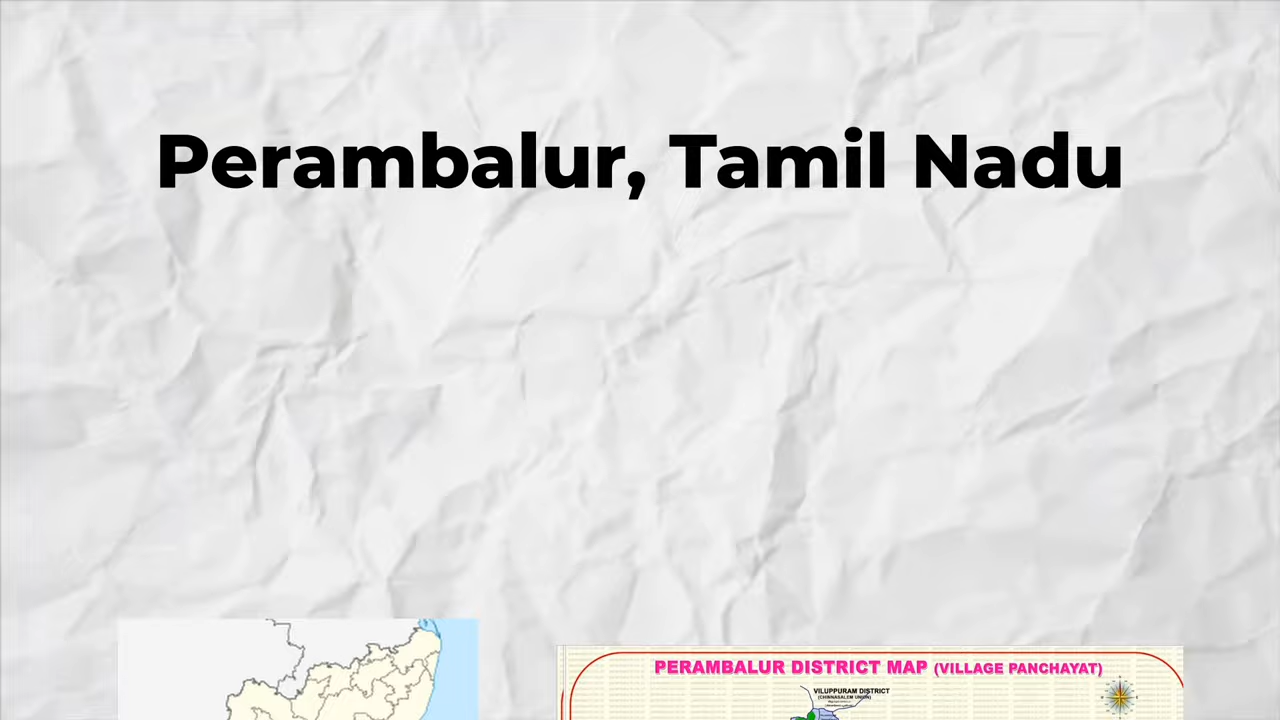 Perambalur, Tamil Nadu
PERAMBALUR DISTRICT MAP (VILLAGE PANCHAYAT)
VILUPPURAM DISTRICT
(CHINNASALEM UNION)